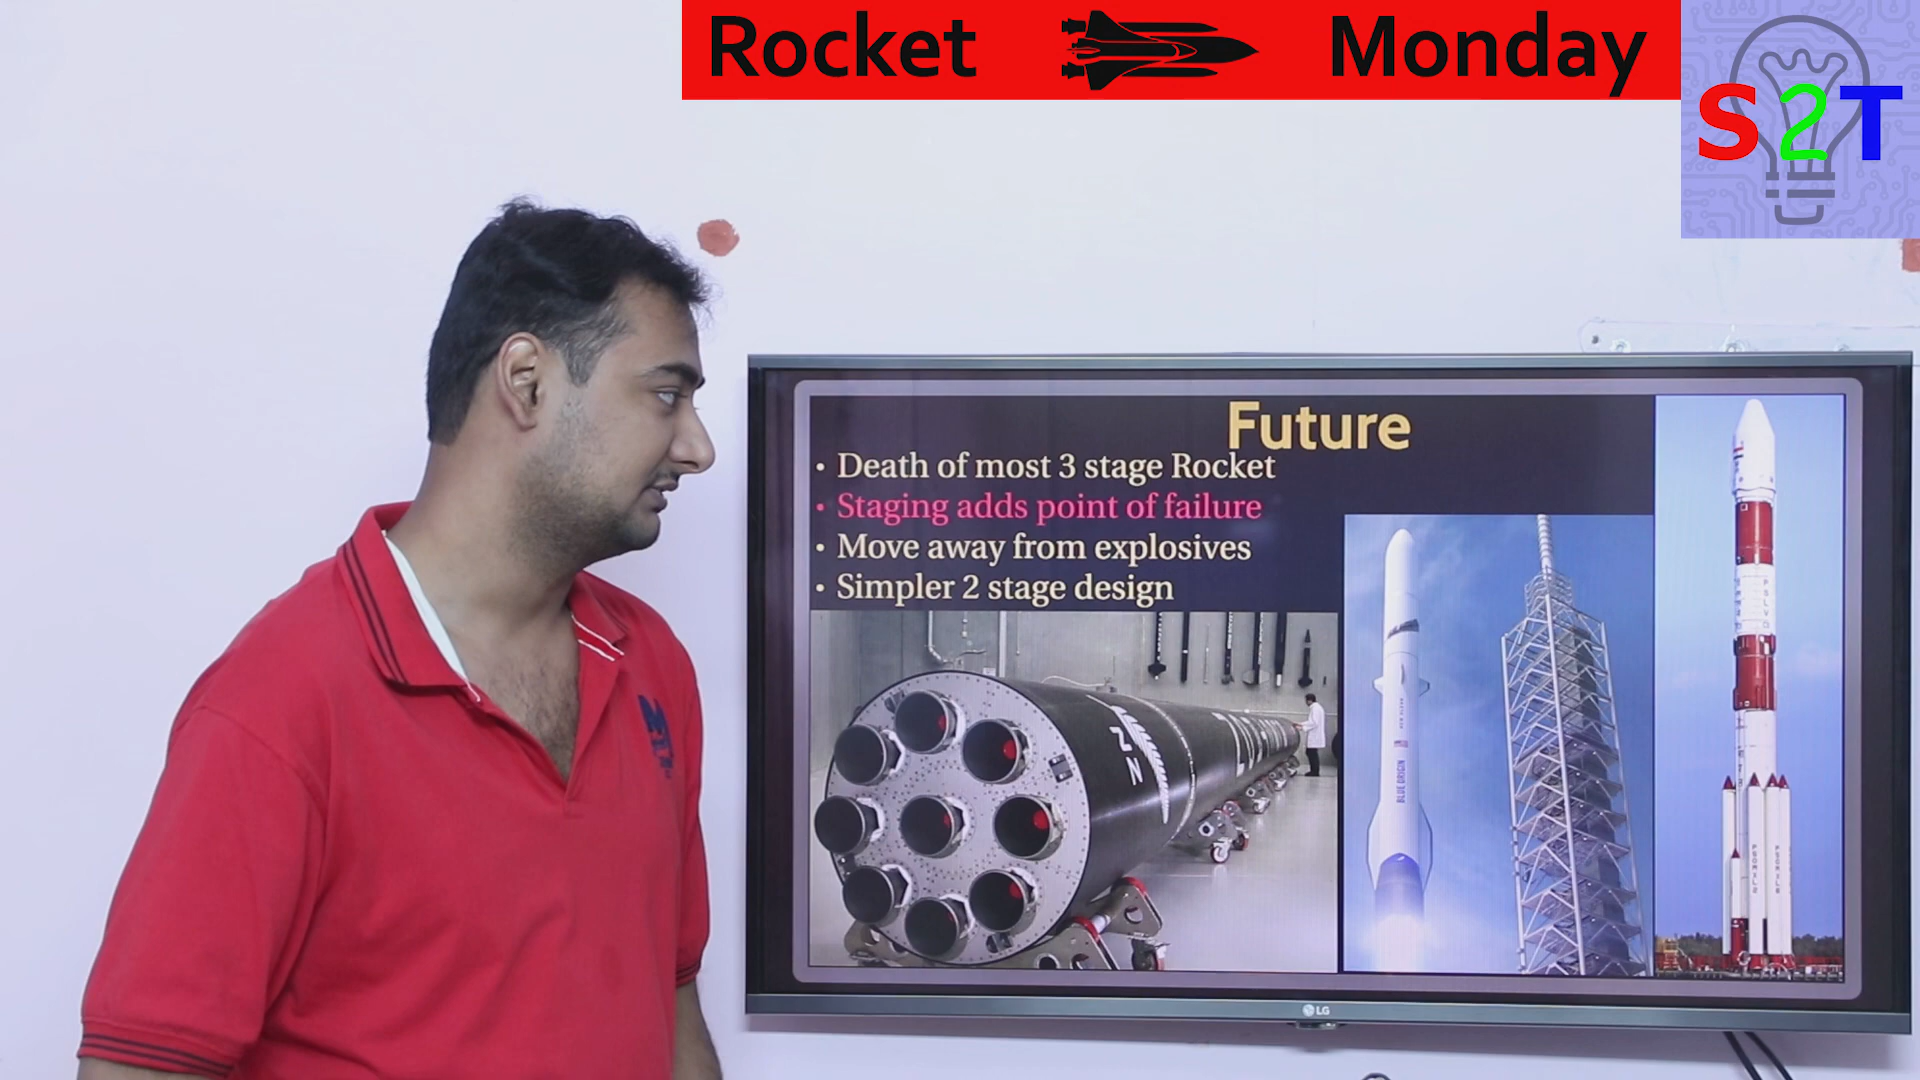 Rocket Monday
S2T
Future
• Death of most 3 stage Rocket
• Staging adds point of failure
• Move away from explosives
• Simpler 2 stage design
N
Z
BLUE ORIGIN
PSLV
LG